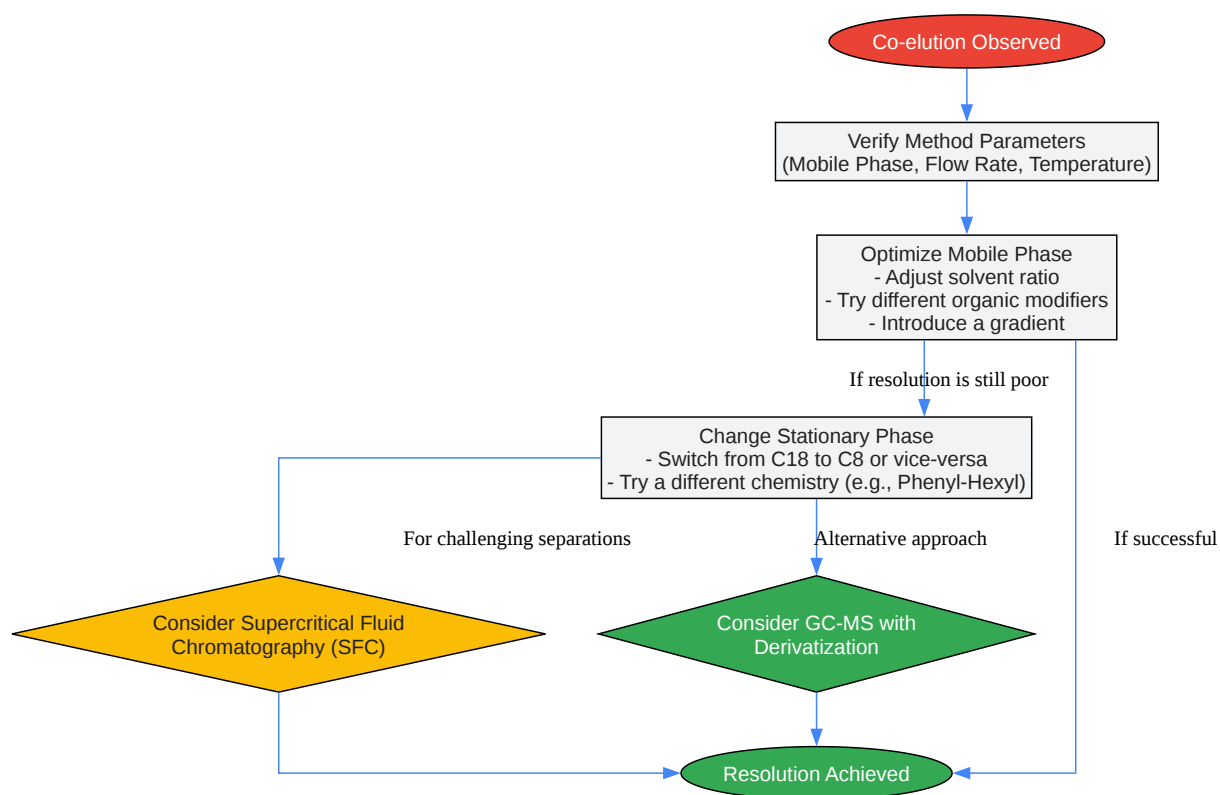 Co-elution Observed
Verify Method Parameters
(Mobile Phase, Flow Rate, Temperature)
Optimize Mobile Phase
- Adjust solvent ratio
- Try different organic modifiers
- Introduce a gradient
If resolution is still poor
Change Stationary Phase
- Switch from C18 to C8 or vice-versa
- Try a different chemistry (e.g., Phenyl-Hexyl)
For challenging separations
Alternative approach
If successful
Consider Supercritical Fluid
Chromatography (SFC)
Consider GC-MS with
Derivatization
Resolution Achieved